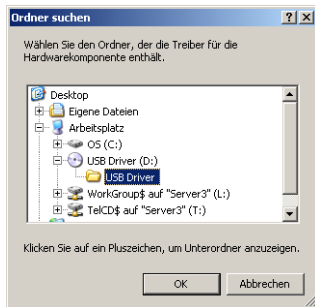 Ordner suchen
Wählen Sie den Ordner, der die Treiber für die
Hardwarekomponente enthält.
Desktop
Eigene Dateien
Arbeitsplatz
OS (C:)
USB Driver (D:)
USB Driver
WorkGroup$ auf "Server3" (L:)
TelCD$ auf "Server3" (T:)
Klicken Sie auf ein Pluszeichen, um Unterordner anzuzeigen.
OK Abbrechen